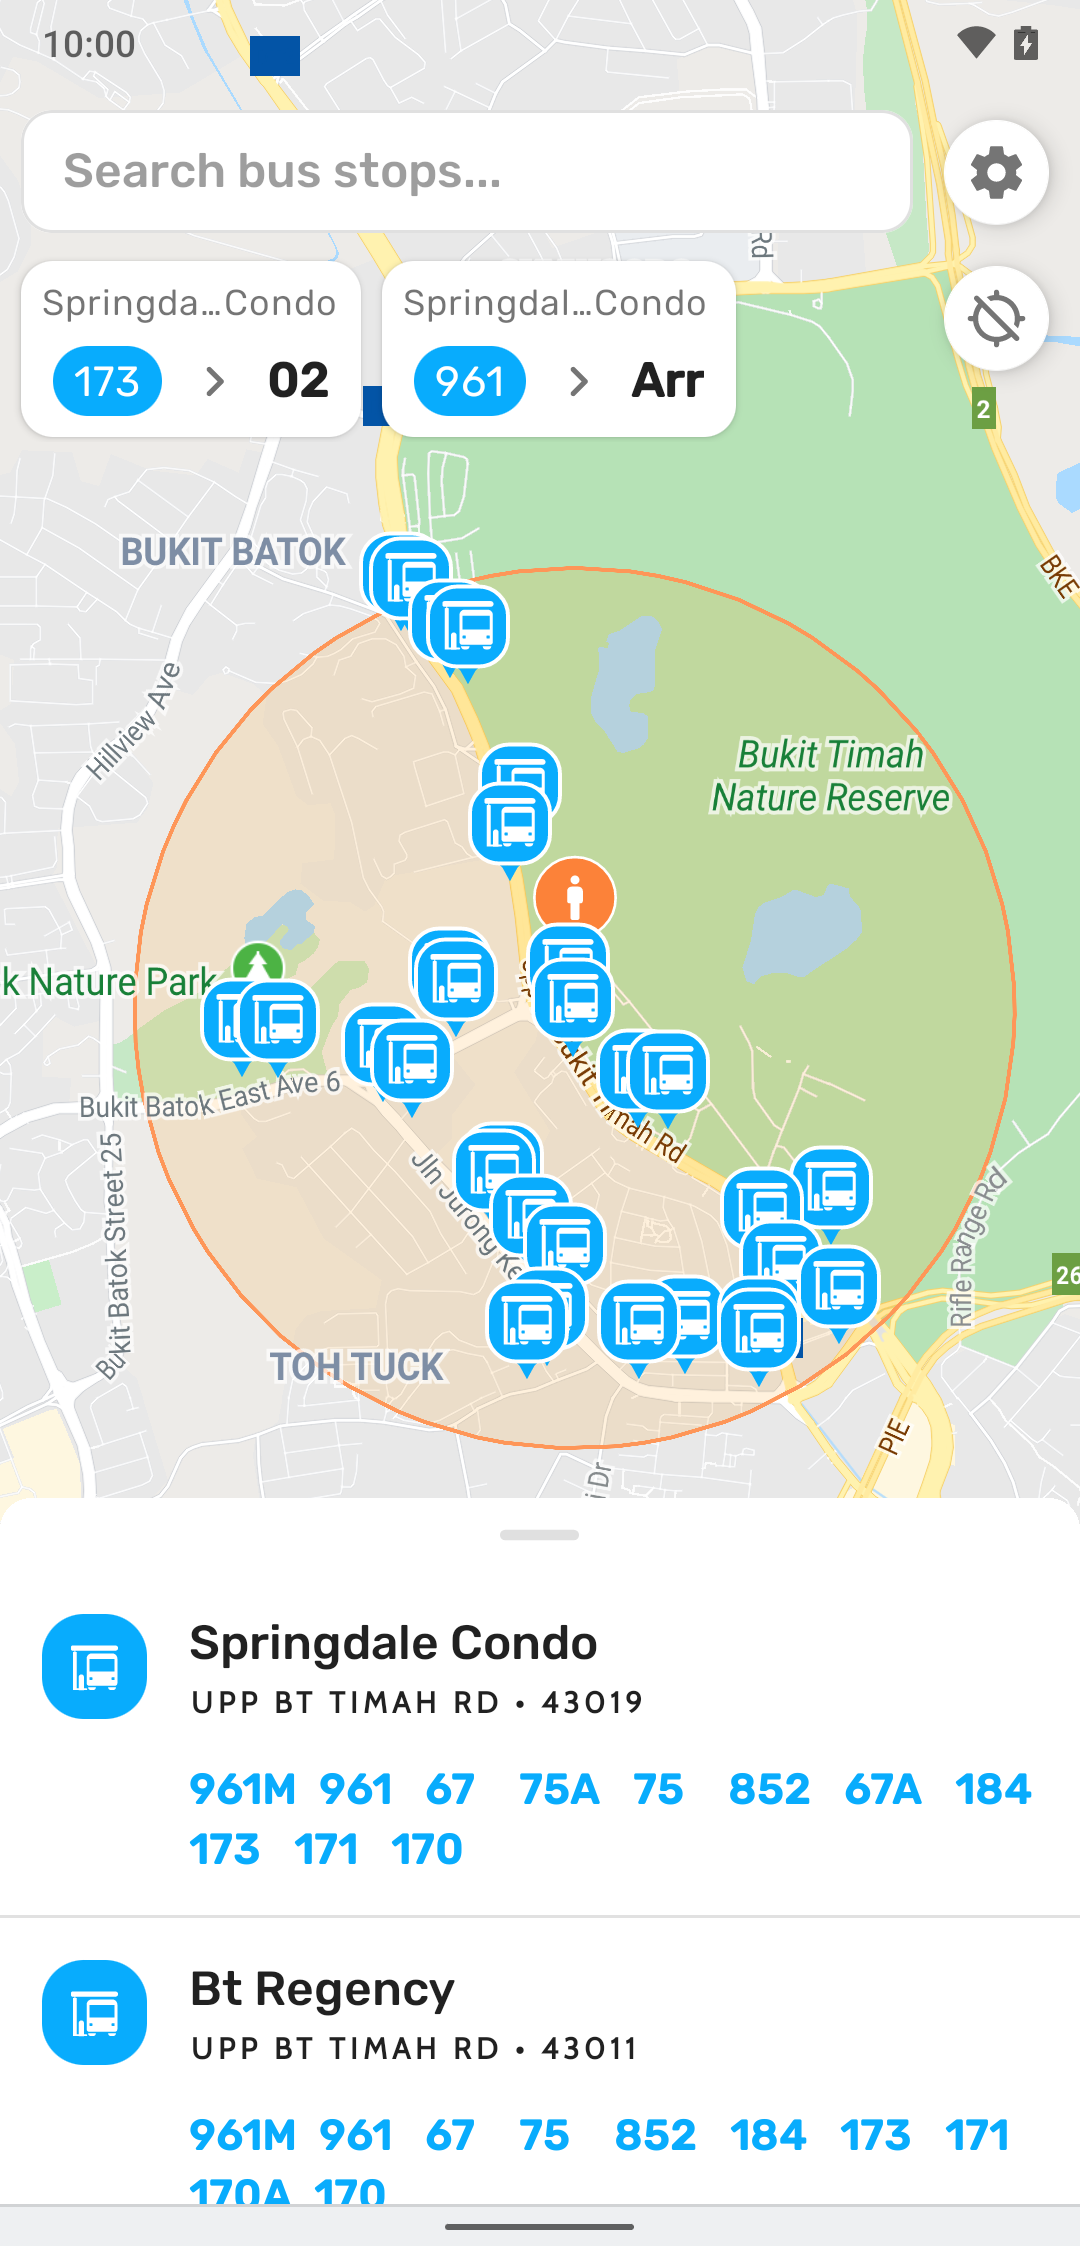 10:00
Search bus stops...
Rd
Springda...Condo
173 > 02
Springdal...Condo
961 > Arr
2
BUKIT BATOK
BKE
Hillview Ave
Bukit Timah
Nature Reserve
k Nature Park
Bukit Batok East Ave 6
Bukit Timah Rd
Bukit Batok Street 25
Jln Jurong Ke
Rifle Range Rd
26
TOH TUCK
PIE
i Dr
Springdale Condo
UPP BT TIMAH RD • 43019
961M 961 67 75A 75 852 67A 184
173 171 170
Bt Regency
UPP BT TIMAH RD • 43011
961M 961 67 75 852 184 173 171
170A 170